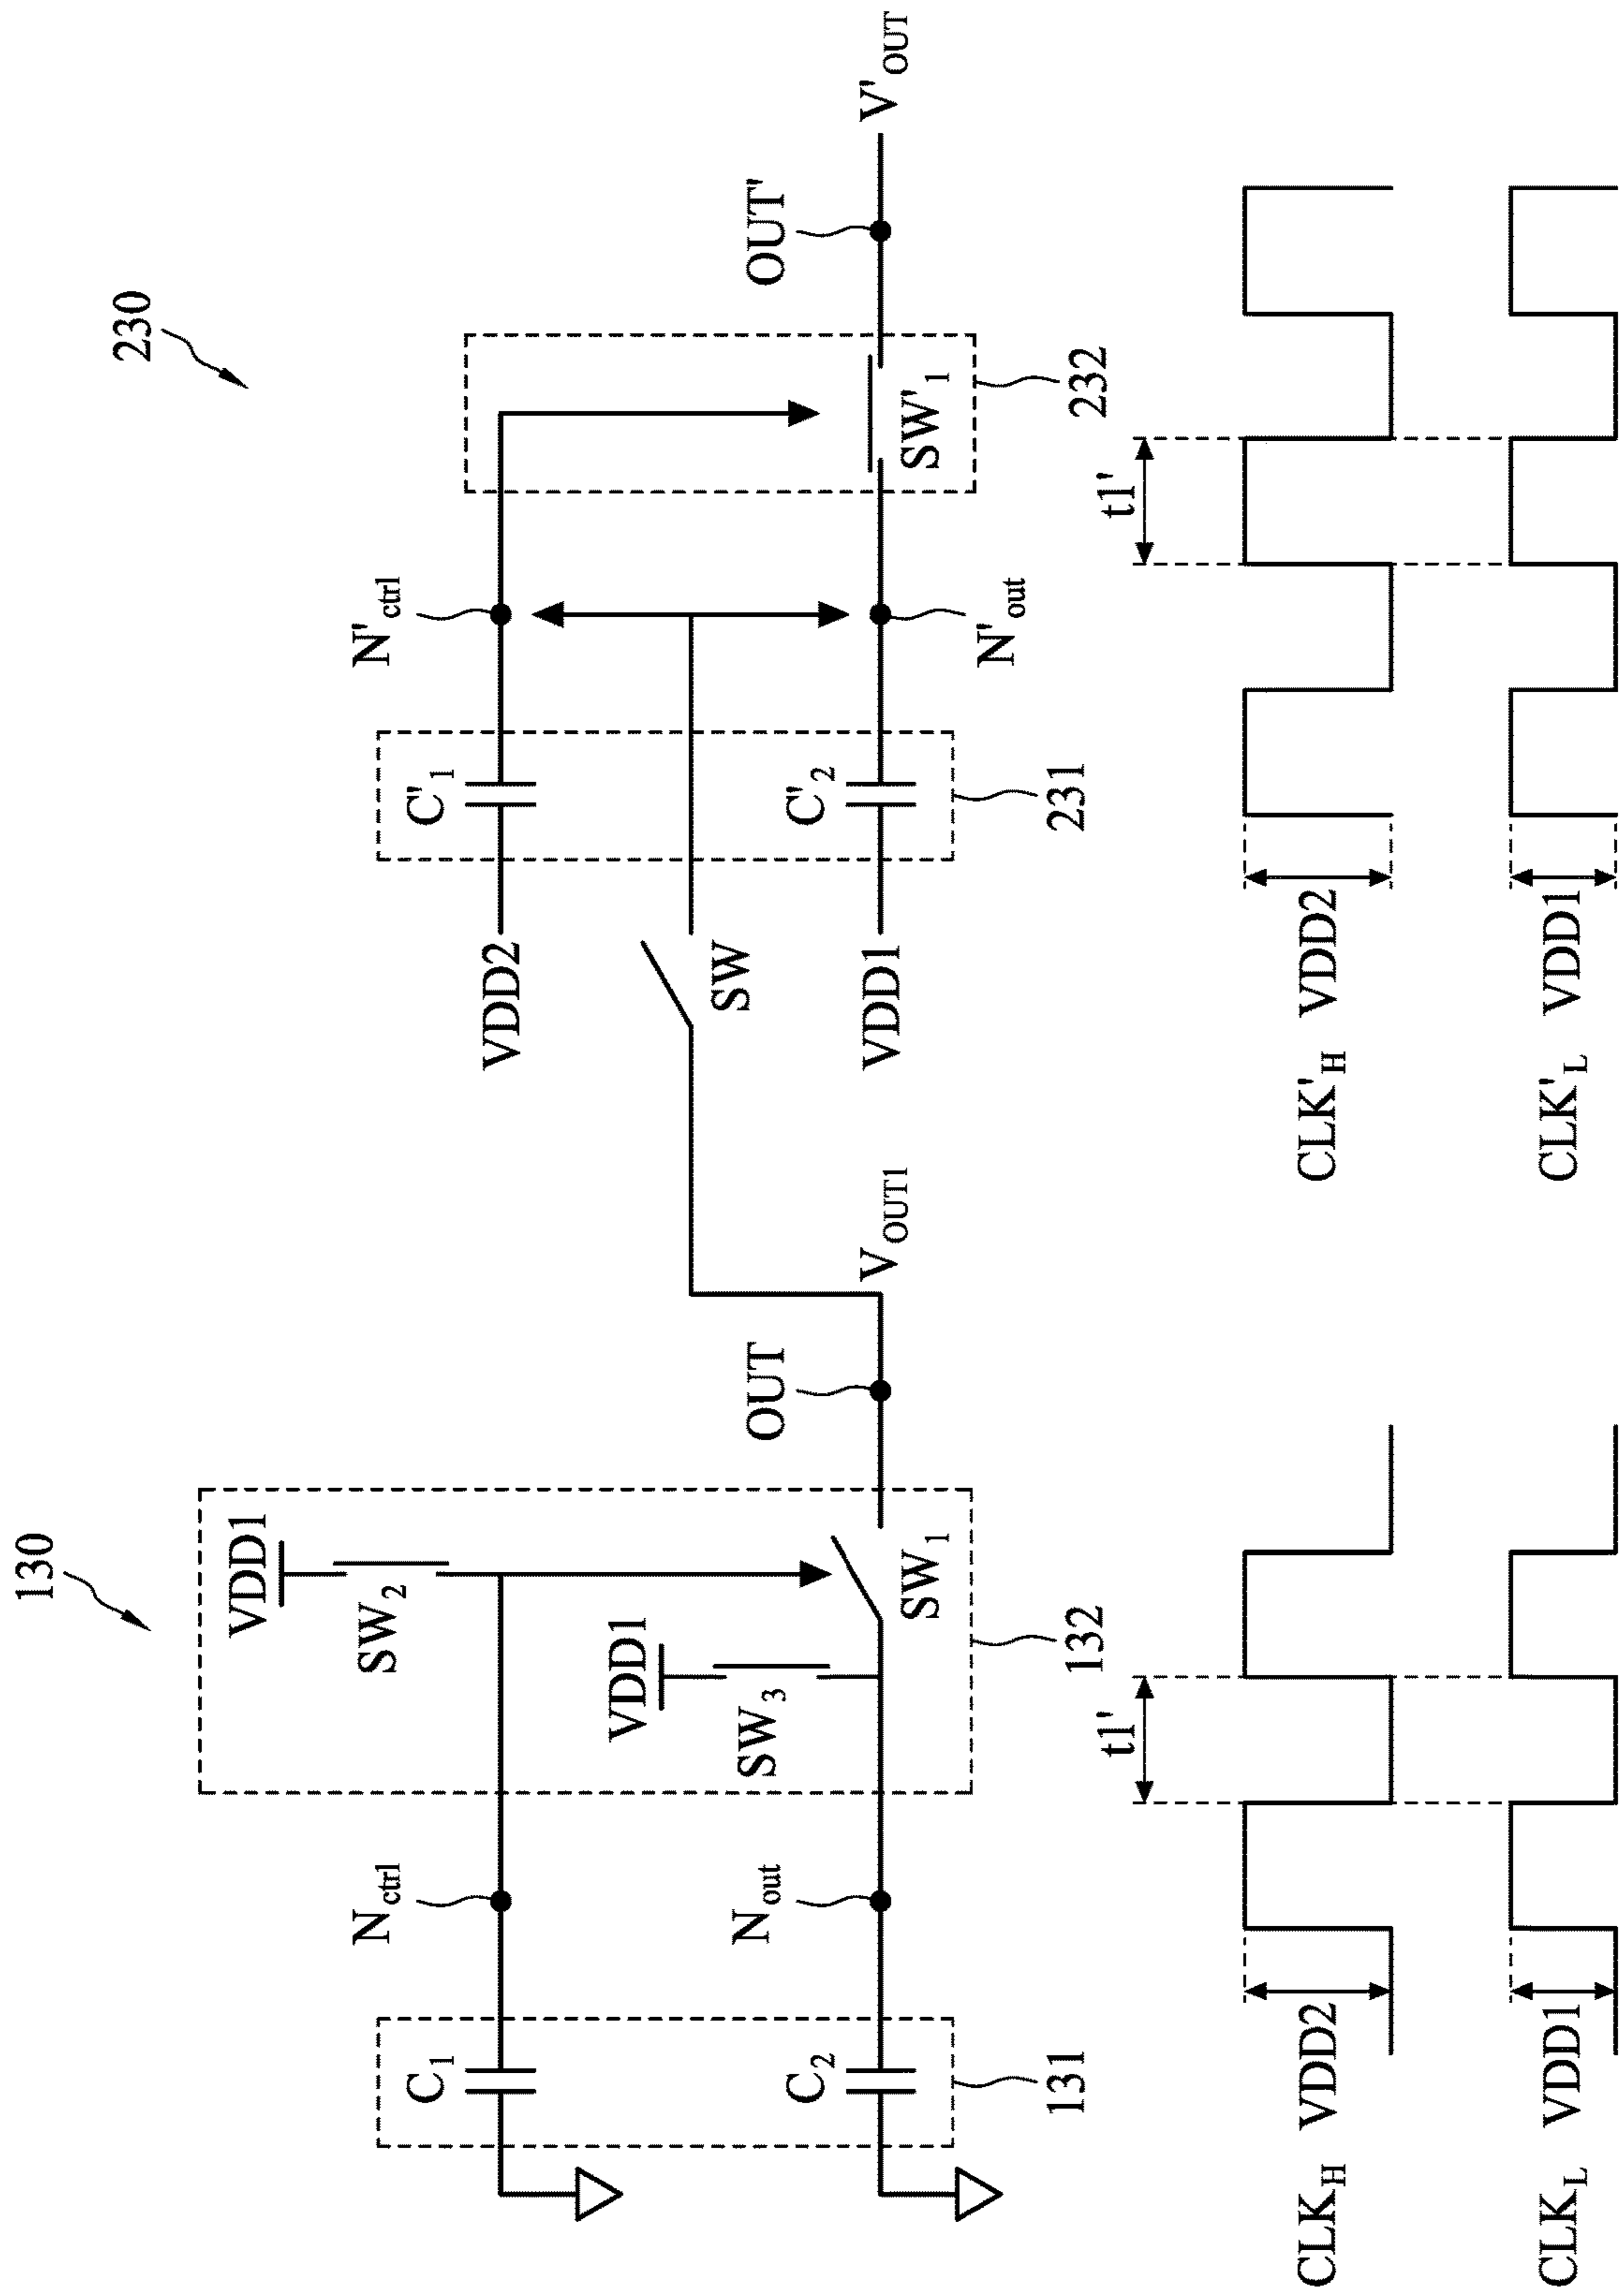 130
230
VDD1
SW2
VDD1
SW3
SW1
132
Nctrl
Nout
C1
C2
131
OUT
VOUT1
SW
VDD2
VDD1
C'1
C'2
231
N'ctrl
N'out
SW'1
232
OUT'
V'OUT
t1'
CLKH VDD2
CLKL VDD1
t1'
CLK'H VDD2
CLK'L VDD1